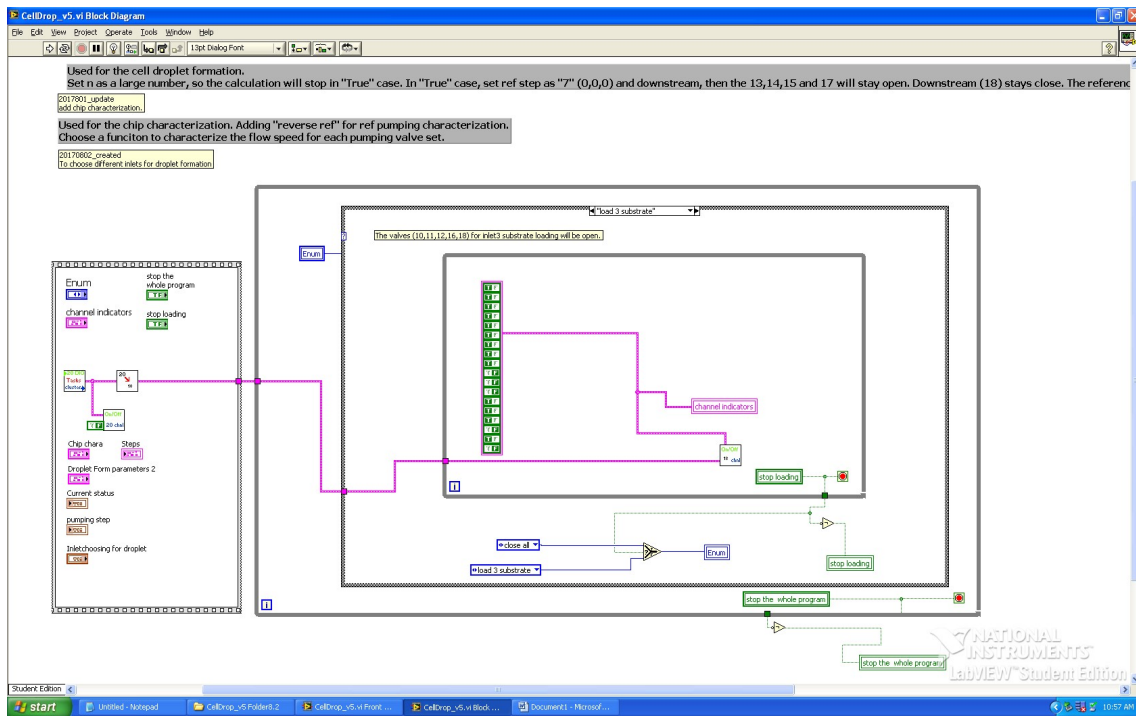 CellDrop_v5.vi Block Diagram
File Edit View Project Operate Tools Window Help
13pt Dialog Font
Used for the cell droplet formation.
Set n as a large number, so the calculation will stop in "True" case. In "True" case, set ref step as "7" (0,0,0) and downstream, then the 13,14,15 and 17 will stay open. Downstream (18) stays close. The referenc
2017801_update
add chip characterization.
Used for the chip characterization. Adding "reverse ref" for ref pumping characterization.
Choose a funciton to characterize the flow speed for each pumping valve set.
20170802_created
To choose different inlets for droplet formation
"load 3 substrate"
The valves (10,11,12,16,18) for inlet3 substrate loading will be open.
Enum
Enum
stop the
whole program
channel indicators
stop loading
Tasks
20
On/Off
20 chnl
Chip chara
Steps
Droplet Form parameters 2
Current status
pumping step
Inletchoosing for droplet
channel indicators
On/Off
stop loading
close all
load 3 substrate
Enum
stop loading
stop the whole program
stop the whole program
NATIONAL
INSTRUMENTS
LabVIEW Student Edition
Student Edition
start
Untitled - Notepad
CellDrop_v5 Folder8.2
CellDrop_v5.vi Front ...
CellDrop_v5.vi Block ...
Document1 - Microsof...
10:57 AM